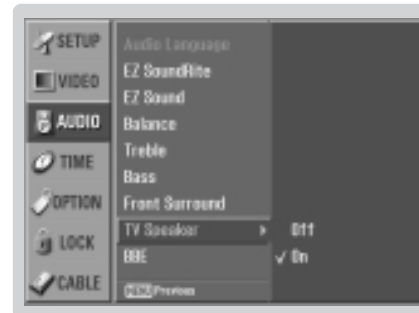 SETUP
VIDEO
AUDIO
TIME
OPTION
LOCK
CABLE
Audio Language
EZ SoundRite
EZ Sound
Balance
Treble
Bass
Front Surround
TV Speaker
BBE
MENU Previous
Off
✓ On